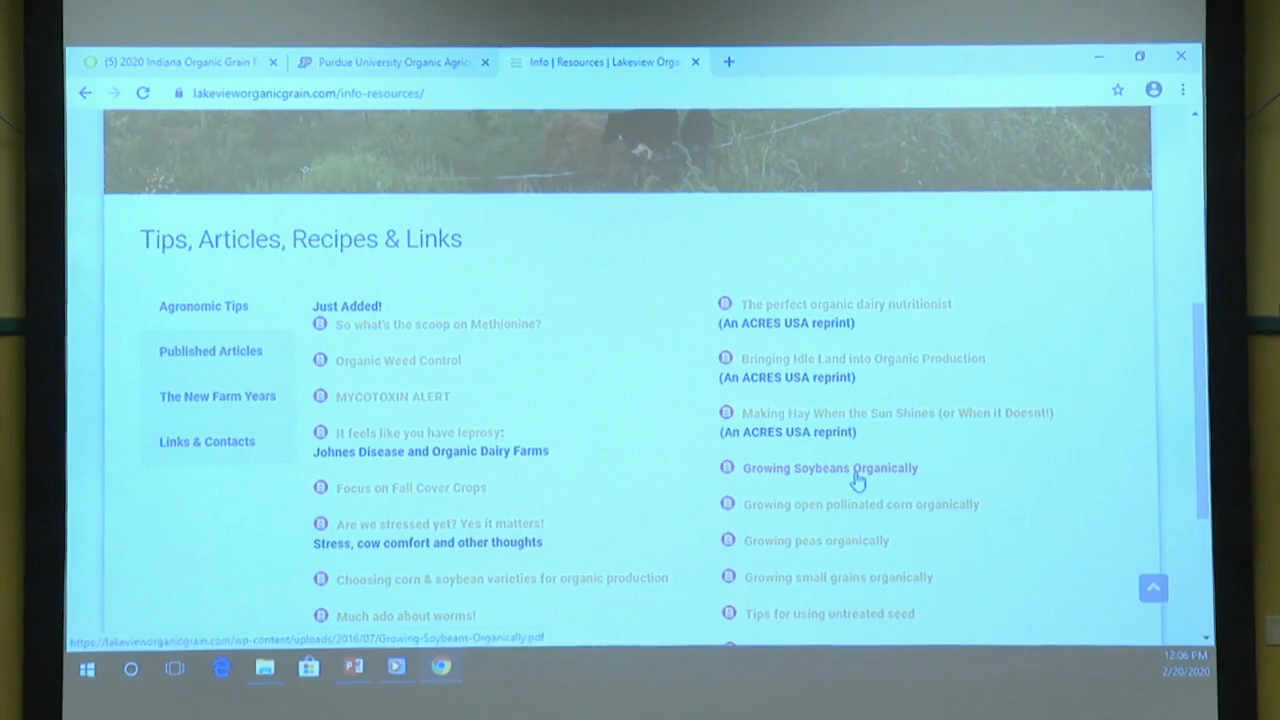 (5) 2020 Indiana Organic Grain F
Purdue University Organic Agric
Info | Resources | Lakeview Orga
lakevieworganicgrain.com/info-resources/
Tips, Articles, Recipes & Links
Agronomic Tips
Published Articles
The New Farm Years
Links & Contacts
Just Added!
So what's the scoop on Methionine?
Organic Weed Control
MYCOTOXIN ALERT
It feels like you have leprosy:
Johnes Disease and Organic Dairy Farms
Focus on Fall Cover Crops
Are we stressed yet? Yes it matters!
Stress, cow comfort and other thoughts
Choosing corn & soybean varieties for organic production
Much ado about worms!
The perfect organic dairy nutritionist
(An ACRES USA reprint)
Bringing Idle Land into Organic Production
(An ACRES USA reprint)
Making Hay When the Sun Shines (or When it Doesnt!)
(An ACRES USA reprint)
Growing Soybeans Organically
Growing open pollinated corn organically
Growing peas organically
Growing small grains organically
Tips for using untreated seed
https://lakevieworganicgrain.com/wp-content/uploads/2016/07/Growing-Soybeans-Organically.pdf
12:06 PM
2/20/2020